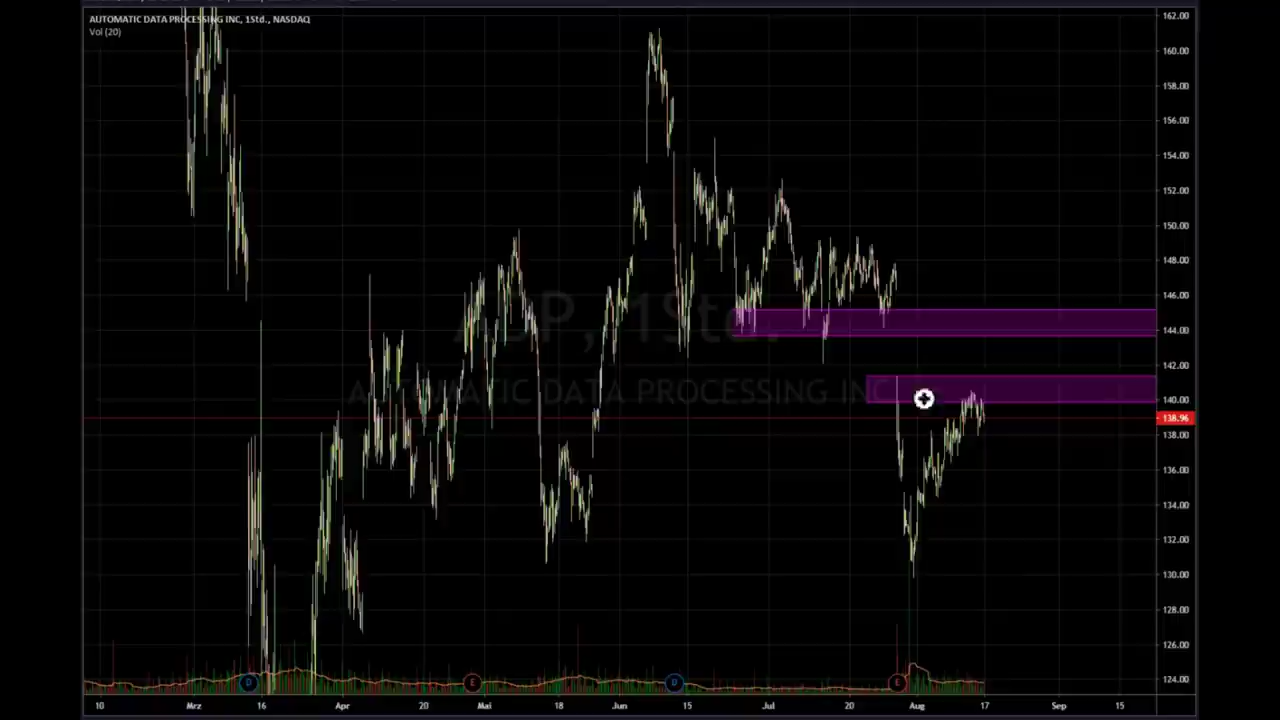 AUTOMATIC DATA PROCESSING INC, 1Std., NASDAQ
Vol (20)
162.00
160.00
158.00
156.00
154.00
152.00
150.00
148.00
146.00
144.00
142.00
140.00
138.96
138.00
136.00
134.00
132.00
130.00
128.00
126.00
124.00
ADP, 1Std.
AUTOMATIC DATA PROCESSING INC
D
E
D
E
10
Mrz
16
Apr
20
Mai
18
Jun
15
Jul
20
Aug
17
Sep
15